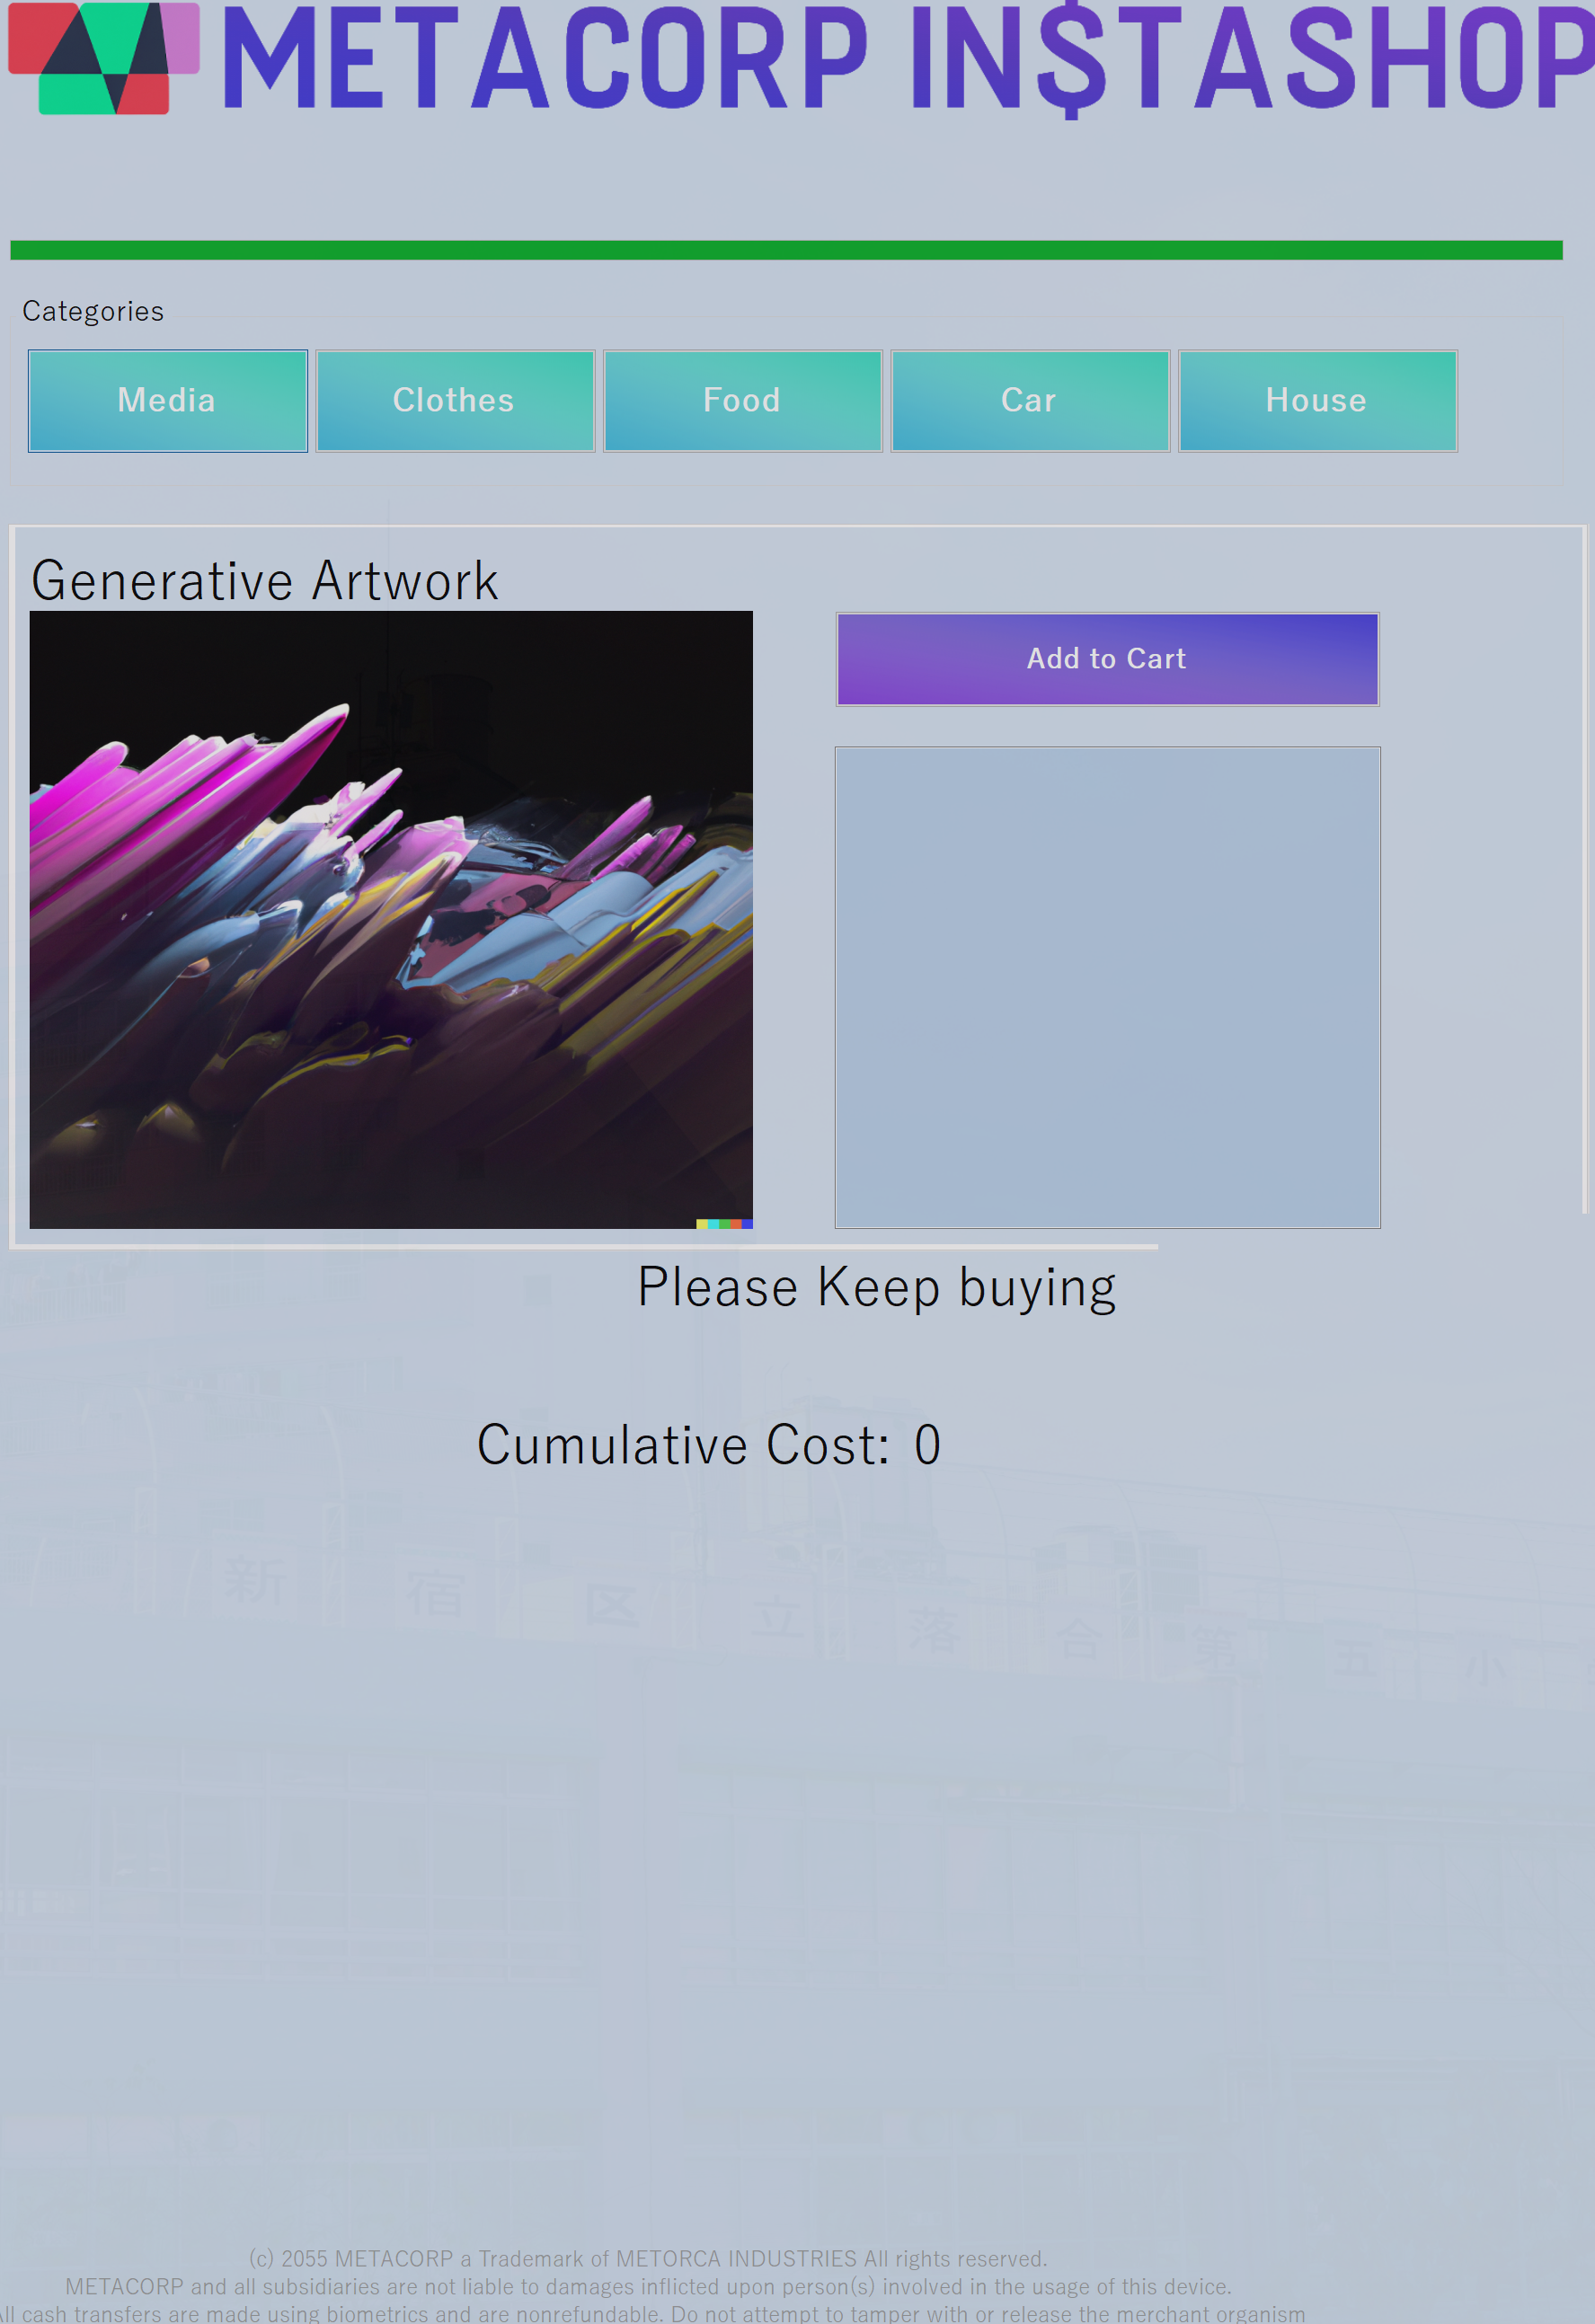 METACORP IN$TASHOP
Categories
Media Clothes Food Car House
Generative Artwork
Add to Cart
Please Keep buying
Cumulative Cost: 0
新宿区立落合第五小
(c) 2055 METACORP a Trademark of METORCA INDUSTRIES All rights reserved.
METACORP and all subsidiaries are not liable to damages inflicted upon person(s) involved in the usage of this device.
All cash transfers are made using biometrics and are nonrefundable. Do not attempt to tamper with or release the merchant organism